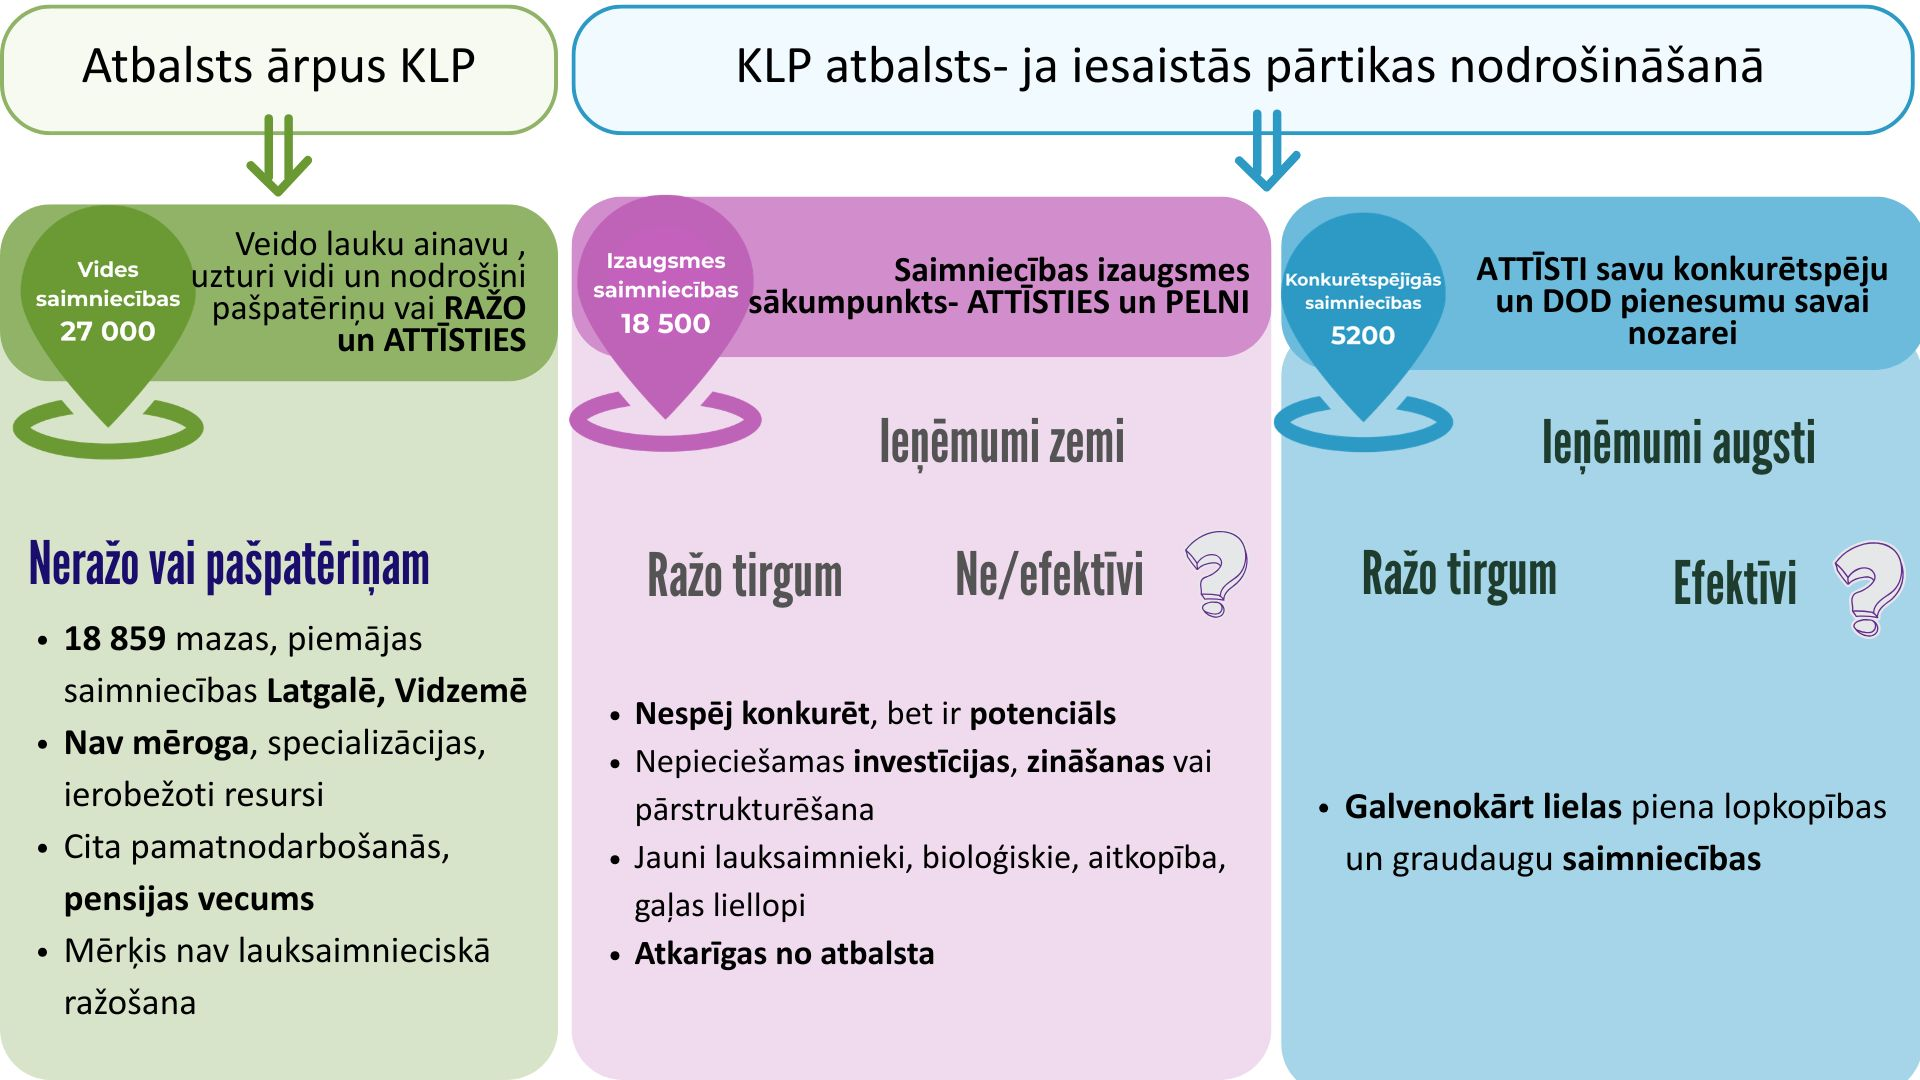 Atbalsts ārpus KLP
KLP atbalsts- ja iesaistās pārtikas nodrošināšanā
Vides
saimniecības
27 000
Veido lauku ainavu ,
uzturi vidi un nodrošini
pašpatēriņu vai RAŽO
un ATTĪSTIES
Neražo vai pašpatēriņam
• 18 859 mazas, piemājas
saimniecības Latgalē, Vidzemē
• Nav mēroga, specializācijas,
ierobežoti resursi
• Cita pamatnodarbošanās,
pensijas vecums
• Mērķis nav lauksaimnieciskā
ražošana
Izaugsmes
saimniecības
18 500
Saimniecības izaugsmes
sākumpunkts- ATTĪSTIES un PELNI
Ieņēmumi zemi
Ražo tirgum
Ne/efektīvi
?
• Nespēj konkurēt, bet ir potenciāls
• Nepieciešamas investīcijas, zināšanas vai
pārstrukturēšana
• Jauni lauksaimnieki, bioloģiskie, aitkopība,
gaļas liellopi
• Atkarīgas no atbalsta
Konkurētspējīgās
saimniecības
5200
ATTĪSTI savu konkurētspēju
un DOD pienesumu savai
nozarei
Ieņēmumi augsti
Ražo tirgum
Efektīvi
?
• Galvenokārt lielas piena lopkopības
un graudaugu saimniecības